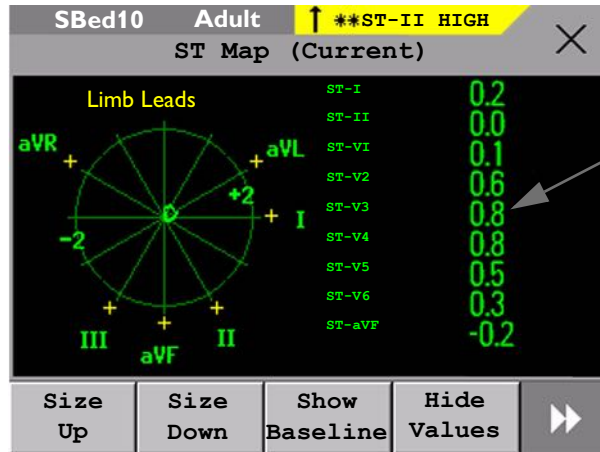 SBed10 Adult **ST-II HIGH
ST Map (Current)
Limb Leads
aVR
aVL
+2
I
-2
III
aVF
II
ST-I 0.2
ST-II 0.0
ST-VI 0.1
ST-V2 0.6
ST-V3 0.8
ST-V4 0.8
ST-V5 0.5
ST-V6 0.3
ST-aVF -0.2
Size Up
Size Down
Show Baseline
Hide Values